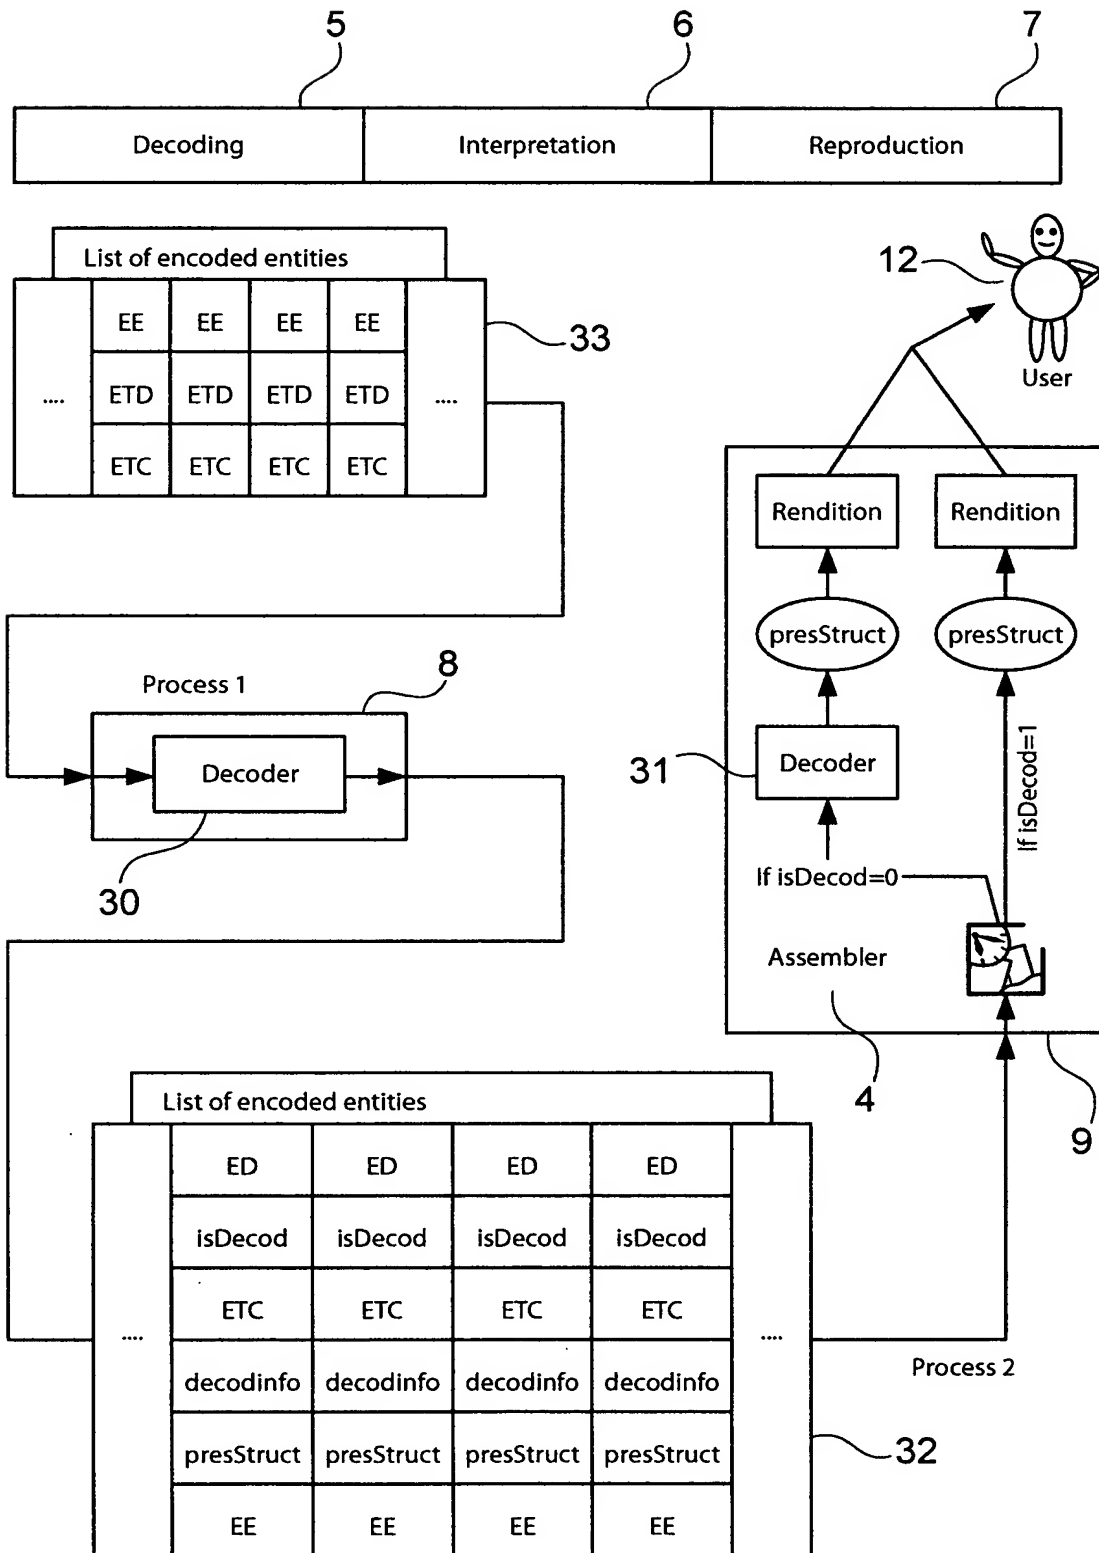 5
6
7
Decoding Interpretation Reproduction
List of encoded entities
EE EE EE EE
.... ETD ETD ETD ETD ....
ETC ETC ETC ETC
33
12
User
Rendition Rendition
presStruct presStruct
Process 1
8
Decoder
30
31
Decoder
If isDecod=1
If isDecod=0
Assembler
4
9
List of encoded entities
ED ED ED ED
isDecod isDecod isDecod isDecod
ETC ETC ETC ETC
.... ....
decodinfo decodinfo decodinfo decodinfo
Process 2
presStruct presStruct presStruct presStruct
32
EE EE EE EE